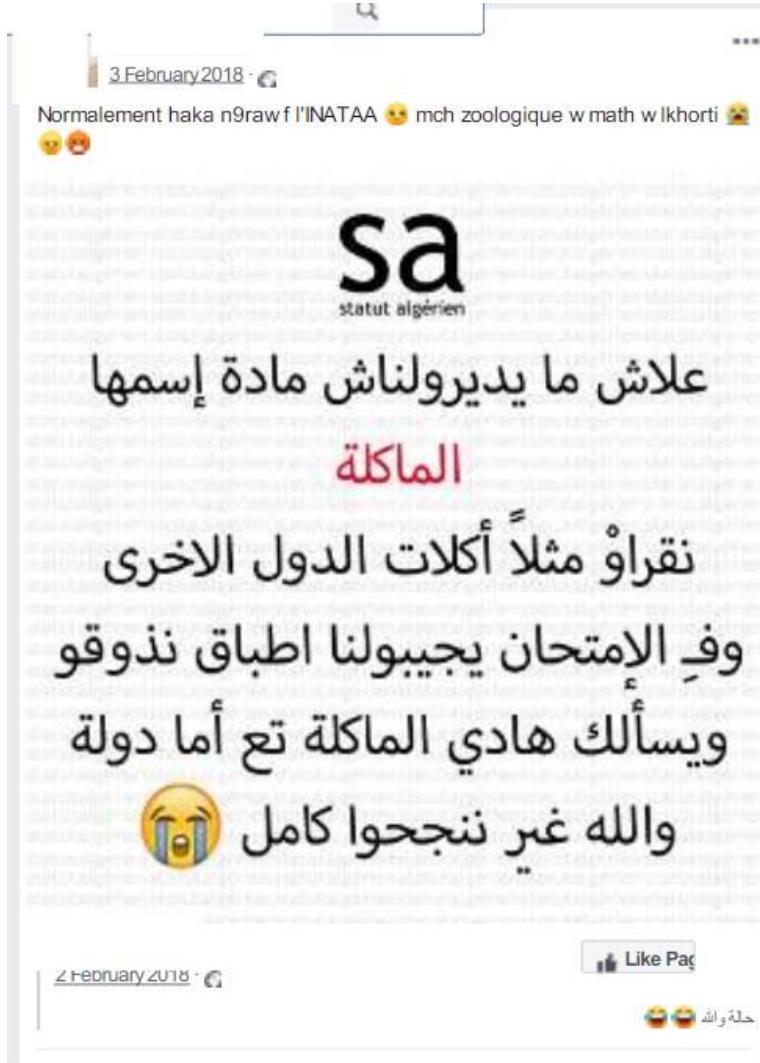 3 February 2018 ·
Normalement haka n9raw f l'INATAA 🥺 mch zoologique w math w lkhorti 😭
😠😡
sa
statut algérien
علاش ما يديرولناش مادة إسمها
الماكلة
نقراوْ مثلاً أكلات الدول الاخرى
وفِ الإمتحان يجيبولنا اطباق نذوقو
ويسألك هادي الماكلة تع أما دولة
والله غير ننجحوا كامل 😭
Like Pag
2 February 2018 ·
حالة والله 😂😂